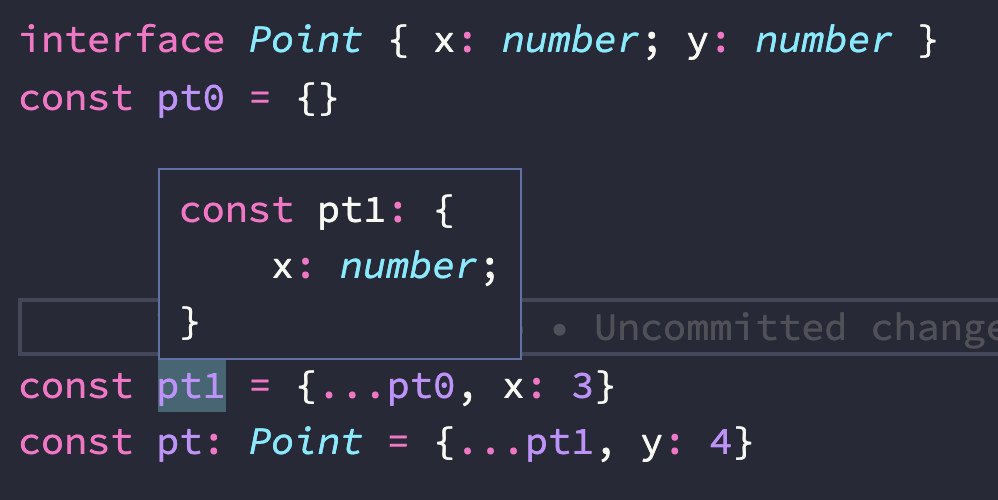 interface Point { x: number; y: number }
const pt0 = {}
const pt1: {
    x: number;
}
• Uncommitted change
const pt1 = {...pt0, x: 3}
const pt: Point = {...pt1, y: 4}